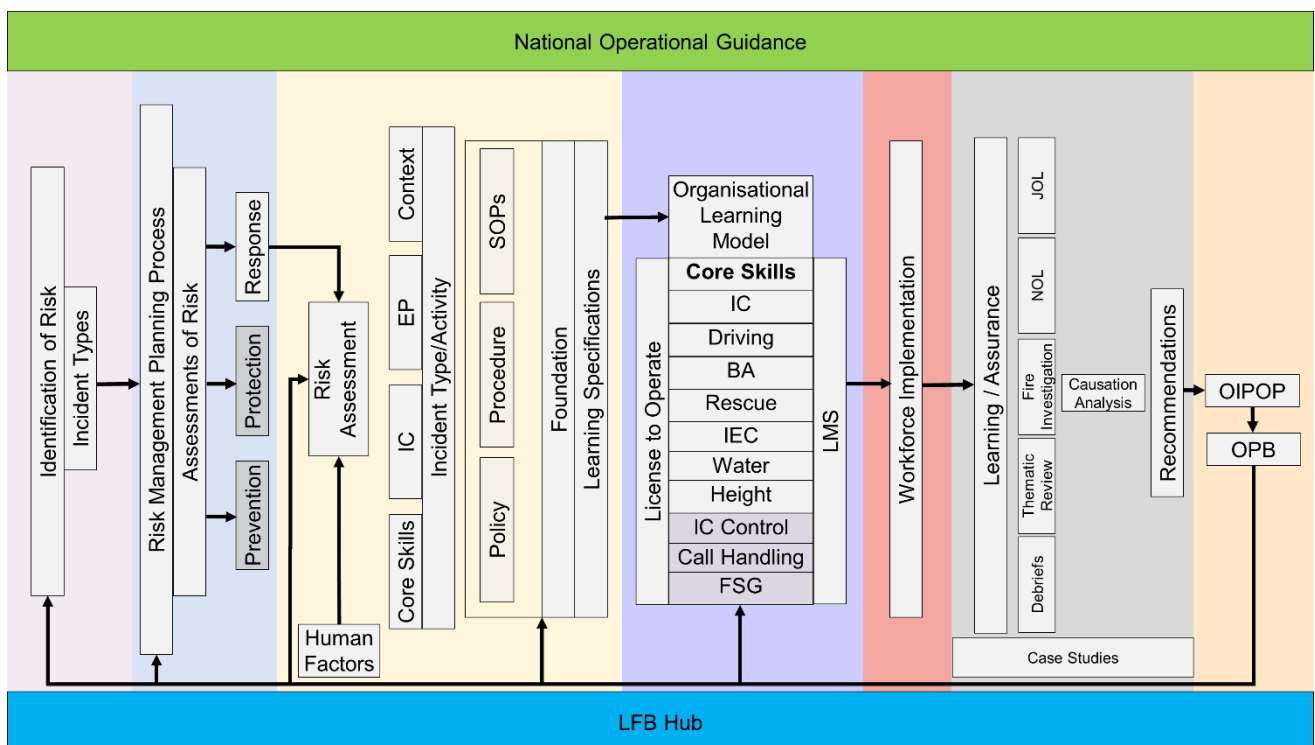 National Operational Guidance
Identification of Risk
Incident Types
Risk Management Planning Process
Assessments of Risk
Response
Protection
Prevention
Risk
Assessment
Human
Factors
Context
EP
IC
Core Skills
Incident Type/Activity
SOPs
Procedure
Policy
Foundation
Learning Specifications
Organisational
Learning
Model
License to Operate
Core Skills
IC
Driving
BA
Rescue
IEC
Water
Height
IC Control
Call Handling
FSG
LMS
Workforce Implementation
Learning / Assurance
JOL
NOL
Fire
Investigation
Thematic
Review
Debriefs
Causation
Analysis
Case Studies
Recommendations
OIPOP
OPB
LFB Hub